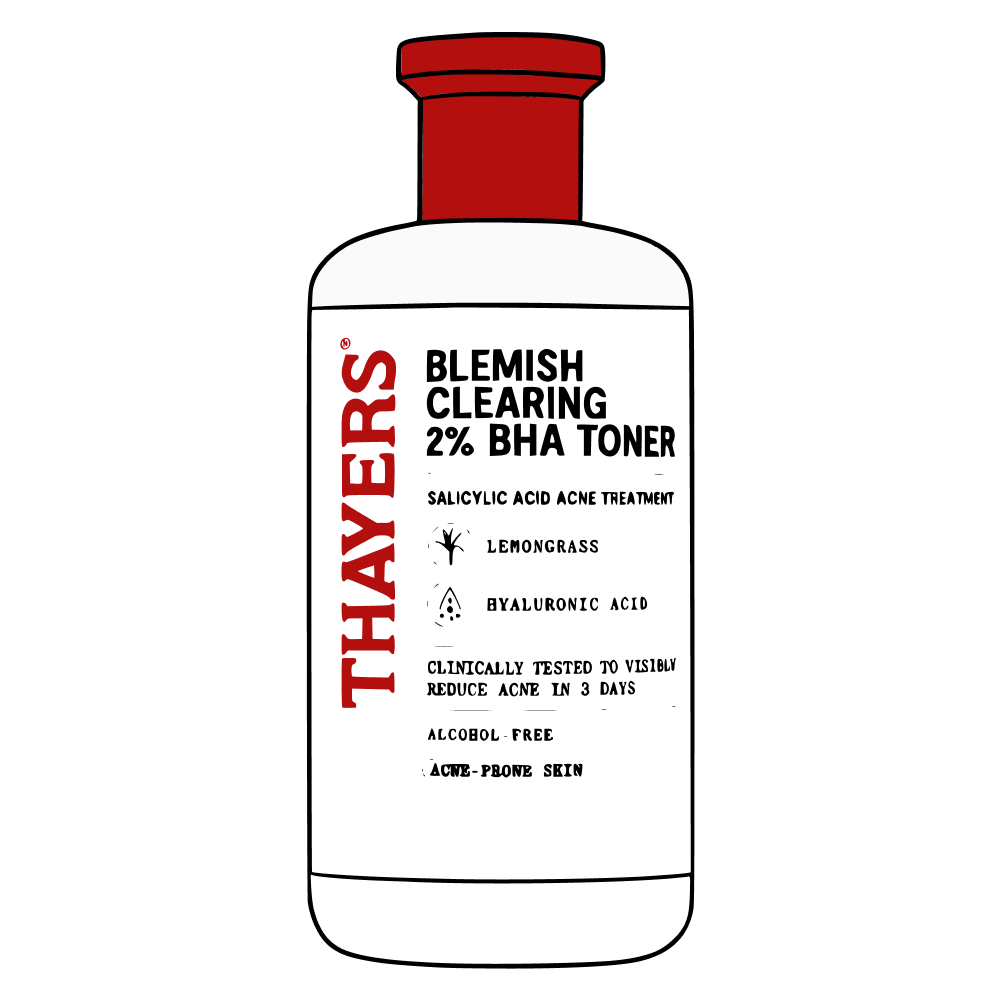 THAYERS
BLEMISH
CLEARING
2% BHA TONER
SALICYLIC ACID ACNE TREATMENT
LEMONGRASS
HYALURONIC ACID
CLINICALLY TESTED TO VISIBLY
REDUCE ACNE IN 3 DAYS
ALCOHOL-FREE
ACNE-PRONE SKIN